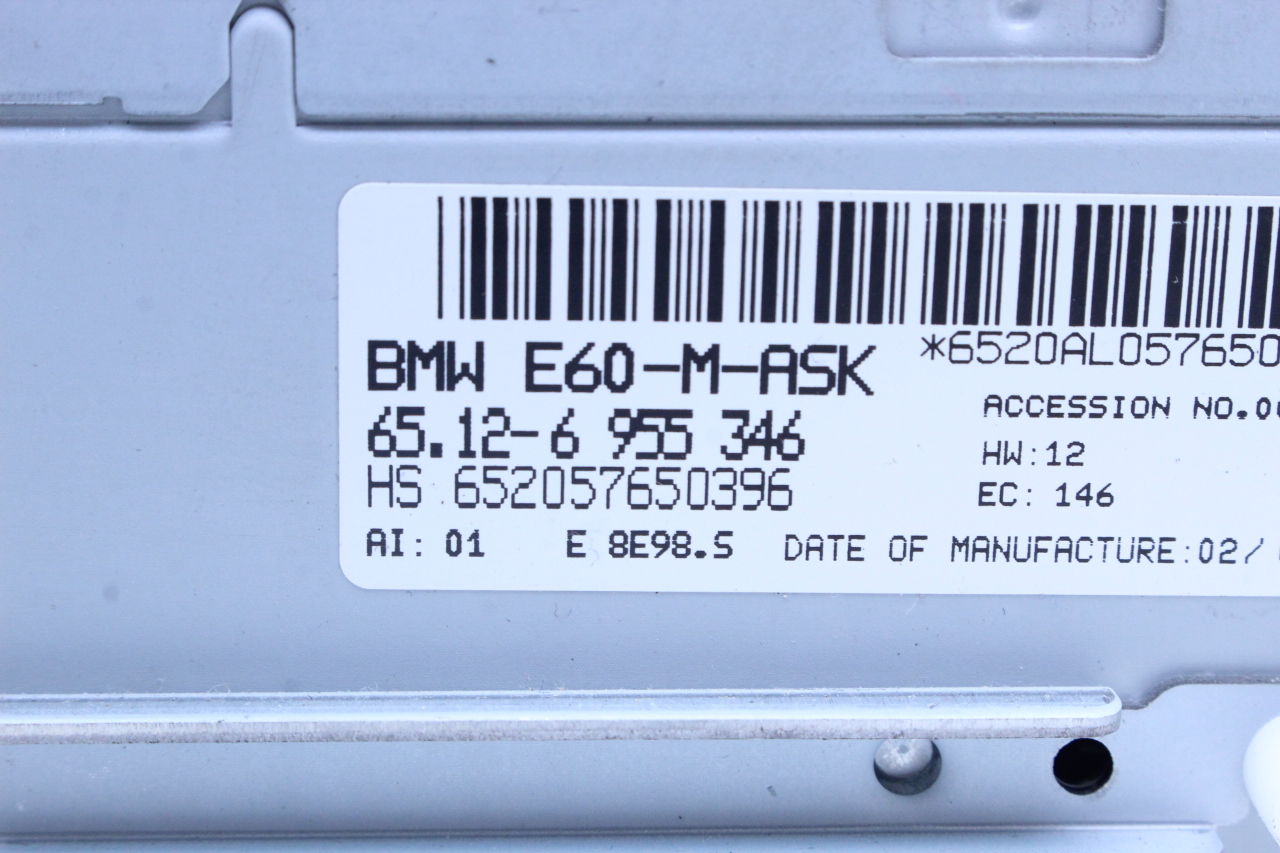 *6520AL057650
BMW E60-M-ASK
65.12-6 955 346
HS 652057650396
ACCESSION NO.
HW:12
EC: 146
AI: 01 E 8E98.S DATE OF MANUFACTURE:02/